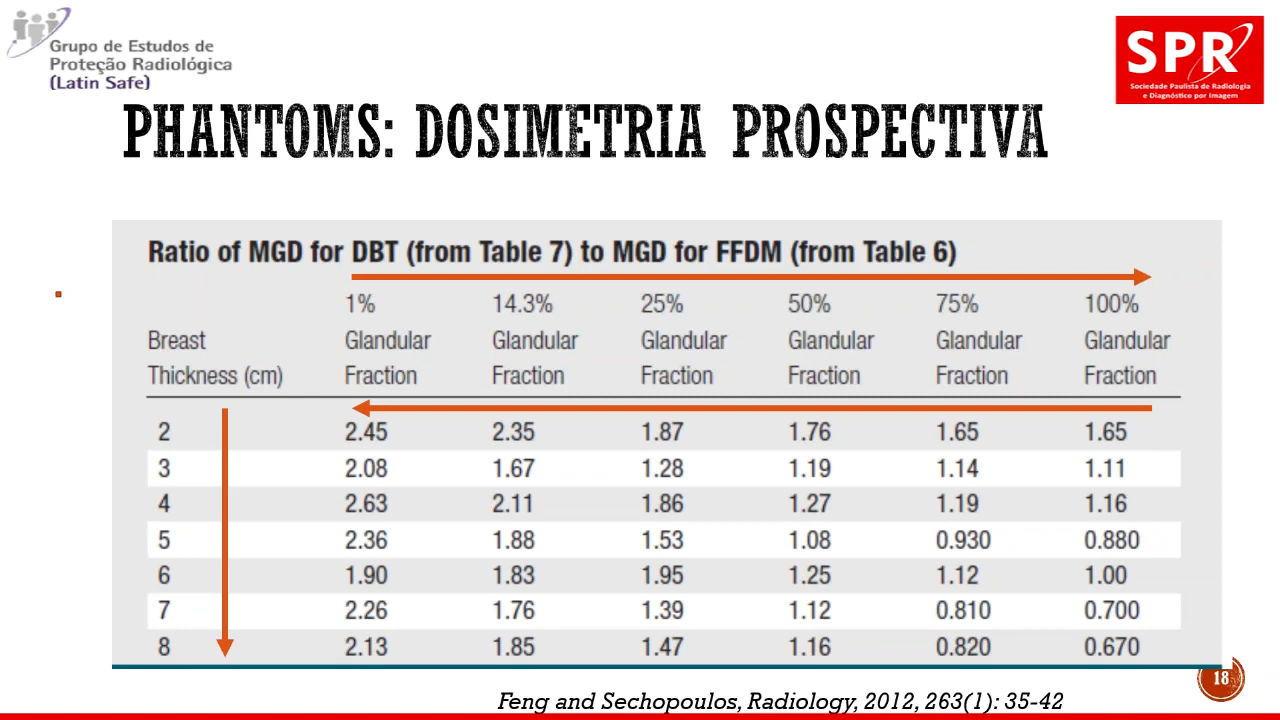 Grupo de Estudos de
Proteção Radiológica
(Latin Safe)
SPR
Sociedade Paulista de Radiologia
e Diagnóstico por Imagem
PHANTOMS: DOSIMETRIA PROSPECTIVA
Ratio of MGD for DBT (from Table 7) to MGD for FFDM (from Table 6)
1% 14.3% 25% 50% 75% 100%
Breast Glandular Glandular Glandular Glandular Glandular Glandular
Thickness (cm) Fraction Fraction Fraction Fraction Fraction Fraction
2 2.45 2.35 1.87 1.76 1.65 1.65
3 2.08 1.67 1.28 1.19 1.14 1.11
4 2.63 2.11 1.86 1.27 1.19 1.16
5 2.36 1.88 1.53 1.08 0.930 0.880
6 1.90 1.83 1.95 1.25 1.12 1.00
7 2.26 1.76 1.39 1.12 0.810 0.700
8 2.13 1.85 1.47 1.16 0.820 0.670
18
Feng and Sechopoulos, Radiology, 2012, 263(1): 35-42